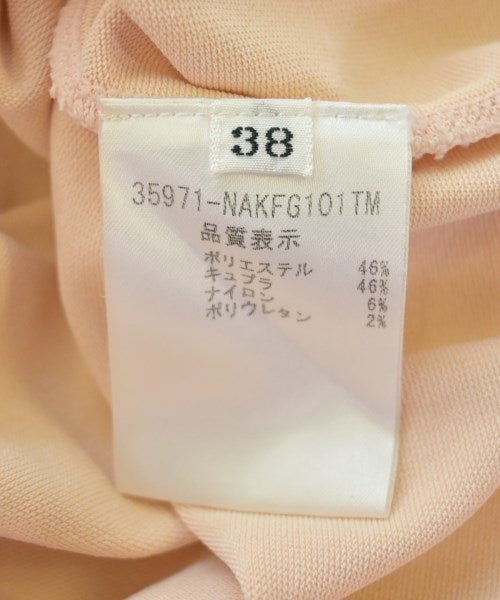 38
35971-NAKFG101TM
品質表示
ポリエステル 46%
キュプラ 46%
ナイロン 6%
ポリウレタン 2%